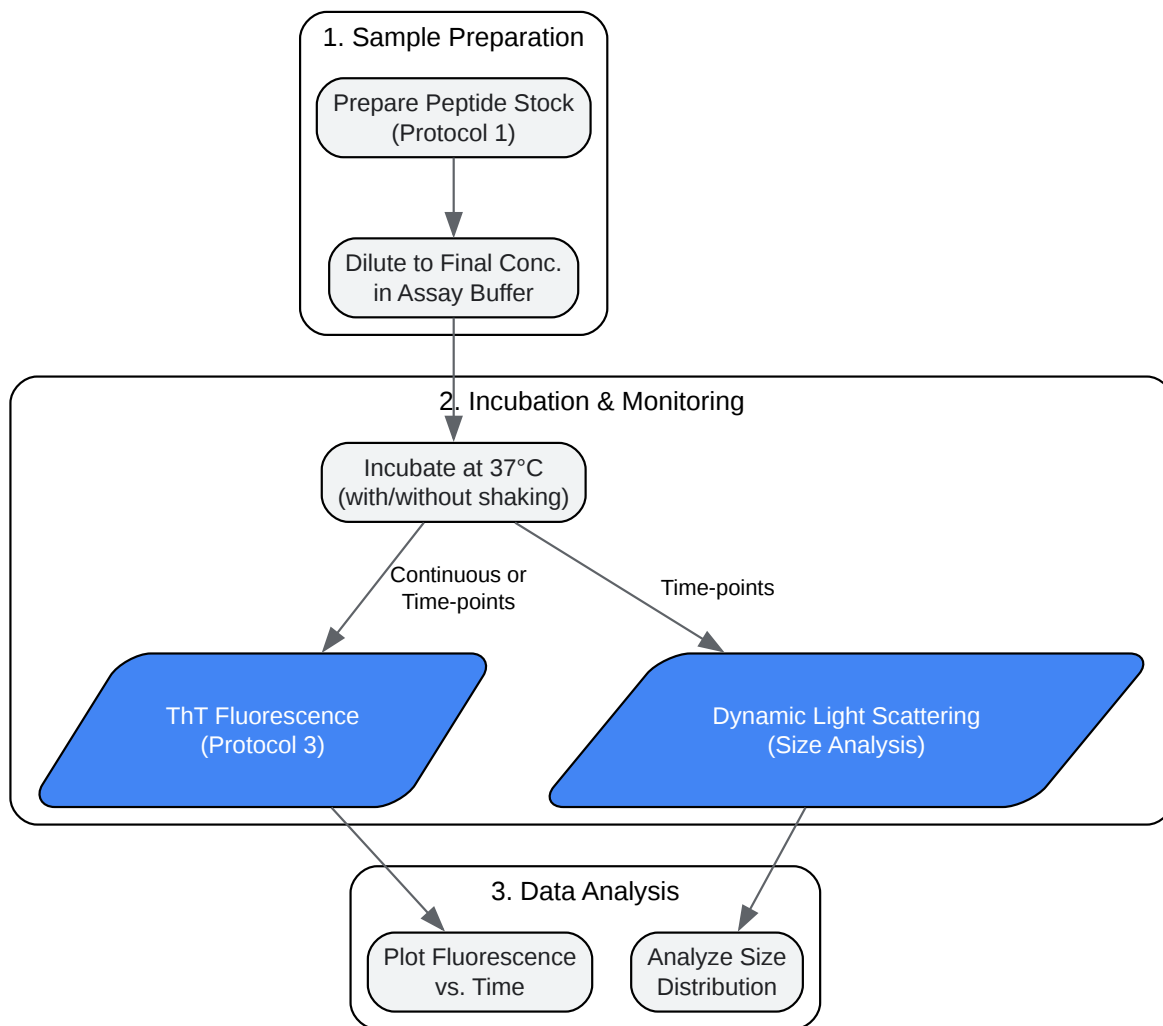 1. Sample Preparation
Prepare Peptide Stock
(Protocol 1)
Dilute to Final Conc.
in Assay Buffer
2. Incubation & Monitoring
Incubate at 37°C
(with/without shaking)
Continuous or
Time-points
Time-points
ThT Fluorescence
(Protocol 3)
Dynamic Light Scattering
(Size Analysis)
3. Data Analysis
Plot Fluorescence
vs. Time
Analyze Size
Distribution